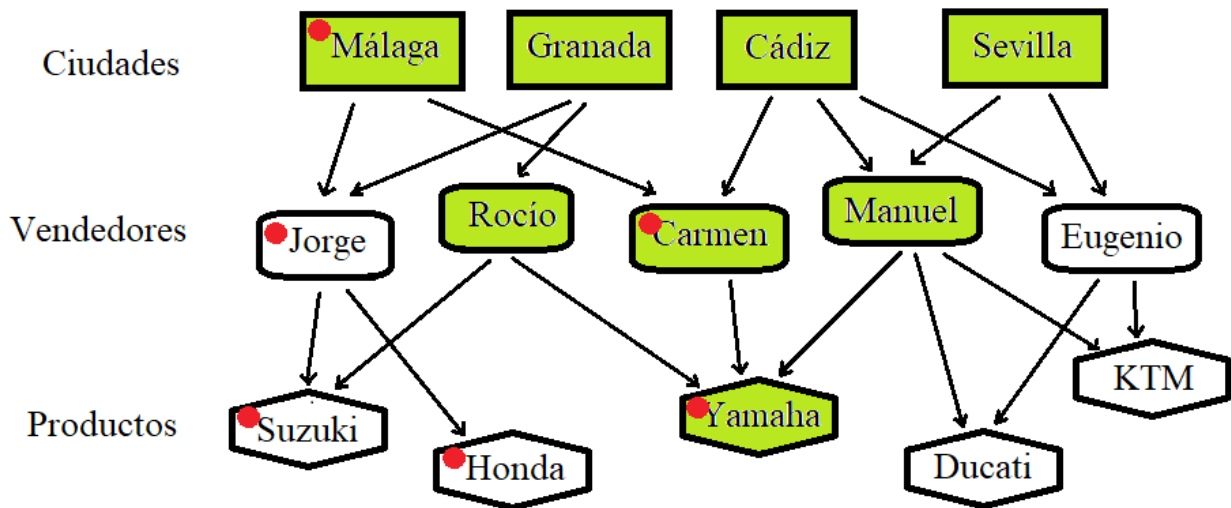 Ciudades
Málaga
Granada
Cádiz
Sevilla
Vendedores
Jorge
Rocío
Carmen
Manuel
Eugenio
Productos
Suzuki
Honda
Yamaha
Ducati
KTM